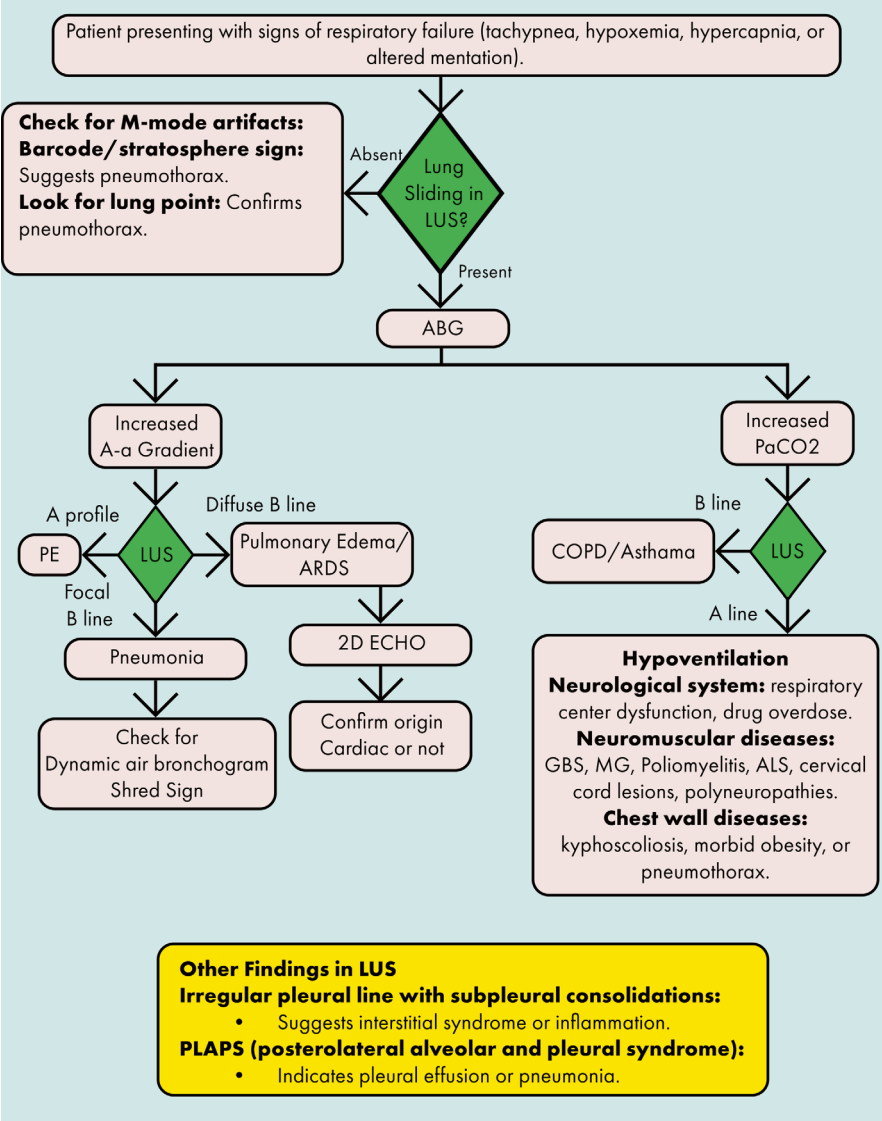 Patient presenting with signs of respiratory failure (tachypnea, hypoxemia, hypercapnia, or
altered mentation).
Check for M-mode artifacts:
Barcode/stratosphere sign:
Suggests pneumothorax.
Look for lung point: Confirms
pneumothorax.
Absent
Lung
Sliding in
LUS?
Present
ABG
Increased
A-a Gradient
Increased
PaCO2
A profile
Diffuse B line
PE
LUS
Pulmonary Edema/
ARDS
Focal
B line
Pneumonia
2D ECHO
Check for
Dynamic air bronchogram
Shred Sign
Confirm origin
Cardiac or not
B line
COPD/Asthama
LUS
A line
Hypoventilation
Neurological system: respiratory
center dysfunction, drug overdose.
Neuromuscular diseases:
GBS, MG, Poliomyelitis, ALS, cervical
cord lesions, polyneuropathies.
Chest wall diseases:
kyphoscoliosis, morbid obesity, or
pneumothorax.
Other Findings in LUS
Irregular pleural line with subpleural consolidations:
• Suggests interstitial syndrome or inflammation.
PLAPS (posterolateral alveolar and pleural syndrome):
• Indicates pleural effusion or pneumonia.